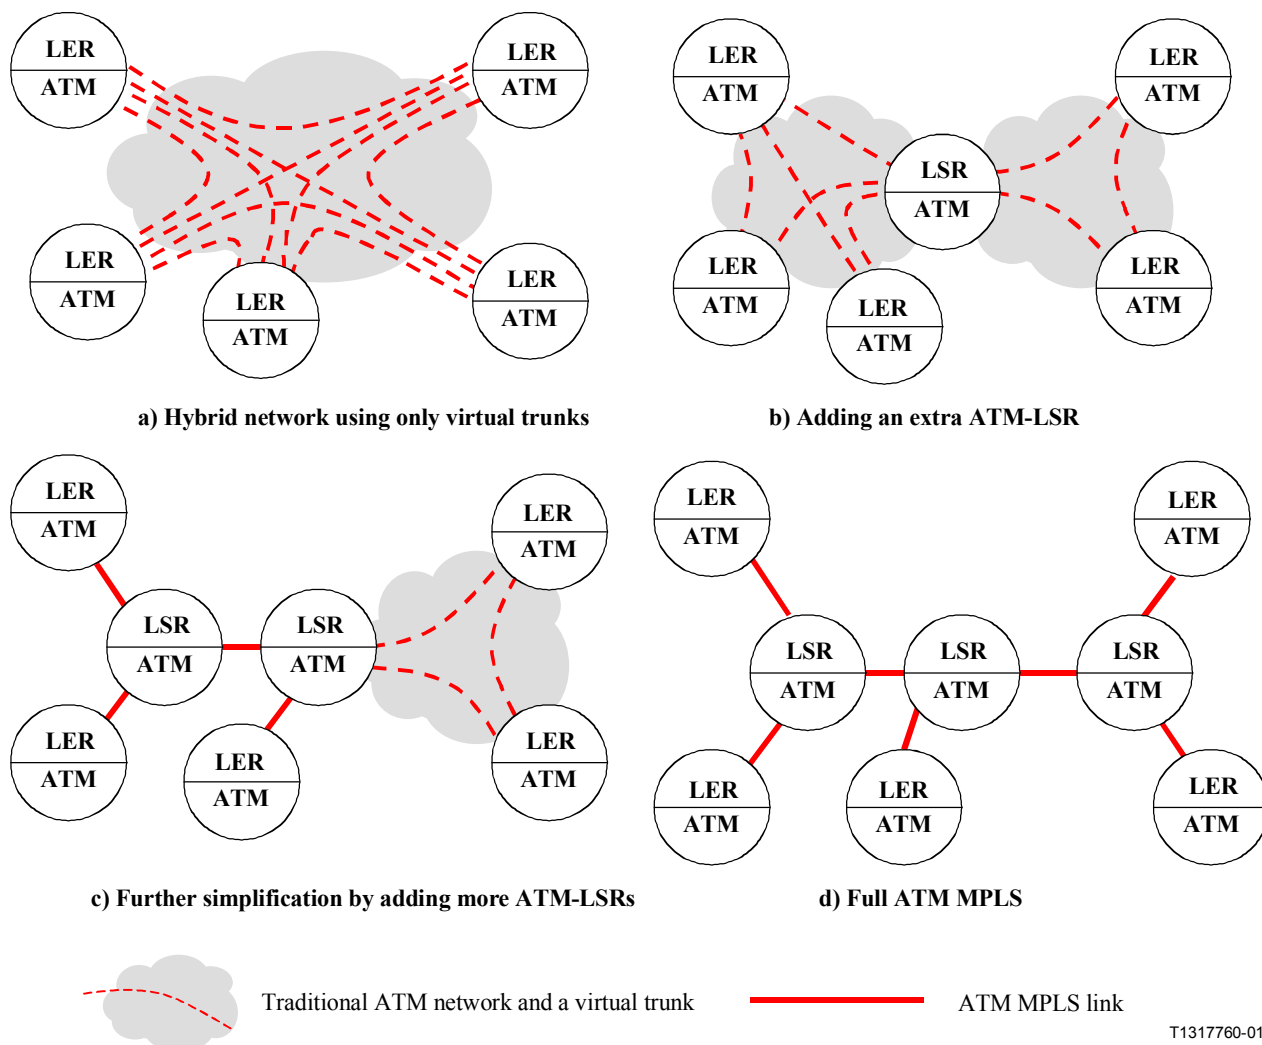 LER
ATM
LER
ATM
LER
ATM
LER
ATM
LER
ATM
a) Hybrid network using only virtual trunks
LER
ATM
LER
ATM
LSR
ATM
LER
ATM
LER
ATM
LER
ATM
b) Adding an extra ATM-LSR
LER
ATM
LER
ATM
LSR
ATM
LSR
ATM
LER
ATM
LER
ATM
LER
ATM
c) Further simplification by adding more ATM-LSRs
LER
ATM
LER
ATM
LSR
ATM
LSR
ATM
LSR
ATM
LER
ATM
LER
ATM
LER
ATM
d) Full ATM MPLS
Traditional ATM network and a virtual trunk
ATM MPLS link
T1317760-01